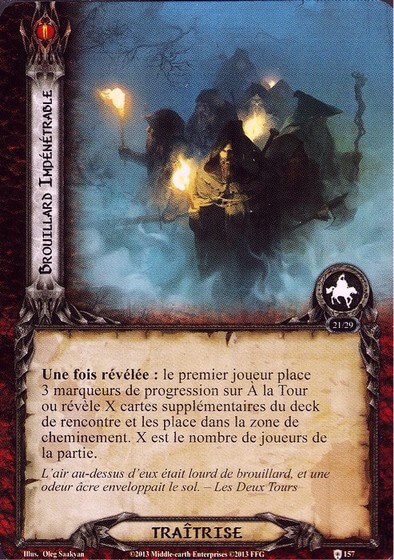 Brouillard Impénétrable
21/29
Une fois révélée : le premier joueur place
3 marqueurs de progression sur À la Tour
ou révèle X cartes supplémentaires du deck
de rencontre et les place dans la zone de
cheminement. X est le nombre de joueurs de
la partie.
L'air au-dessus d'eux était lourd de brouillard, et une
odeur âcre enveloppait le sol. – Les Deux Tours
TRAÎTRISE
Illus. Oleg Saakyan ©2013 Middle-earth Enterprises ©2013 FFG 157